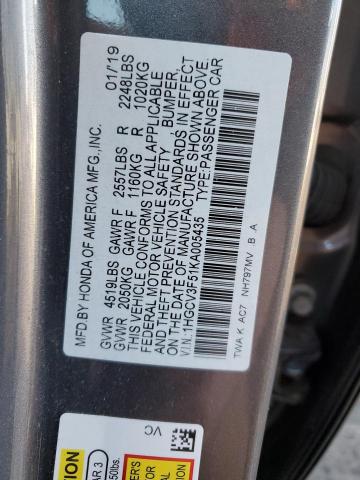 MFD.BY HONDA OF AMERICA MFG.,INC. 01/'19
GVWR 4519LBS GAWR F 2557LBS R 2248LBS
GVWR 2050KG GAWR F 1160KG R 1020KG
THIS VEHICLE CONFORMS TO ALL APPLICABLE
FEDERAL MOTOR VEHICLE SAFETY , BUMPER,
AND THEFT PREVENTION STANDARDS IN EFFECT
ON THE DATE OF MANUFACTURE SHOWN ABOVE.
V.I.N.: 1HGCV3F51KA005435 TYPE:PASSENGER CAR
TWA K AC7 NH797MV B A
VC